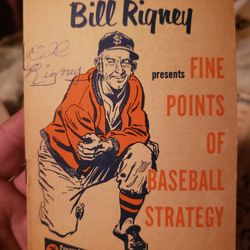 Bill Rigney
Bill
Rigney
presents FINE
POINTS
OF
BASEBALL
STRATEGY